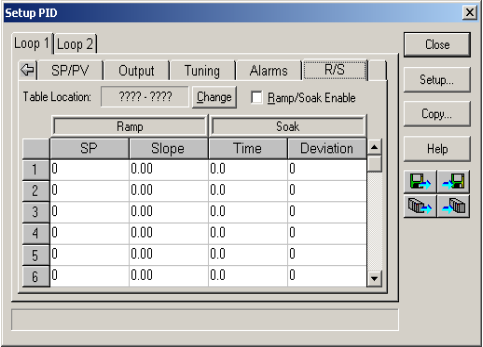 Setup PID
Loop 1 Loop 2
Close
SP/PV Output Tuning Alarms R/S
Setup...
Table Location: ???? - ???? Change Ramp/Soak Enable
Copy...
Ramp Soak
Help
SP Slope Time Deviation
1 0 0.00 0.0 0
2 0 0.00 0.0 0
3 0 0.00 0.0 0
4 0 0.00 0.0 0
5 0 0.00 0.0 0
6 0 0.00 0.0 0